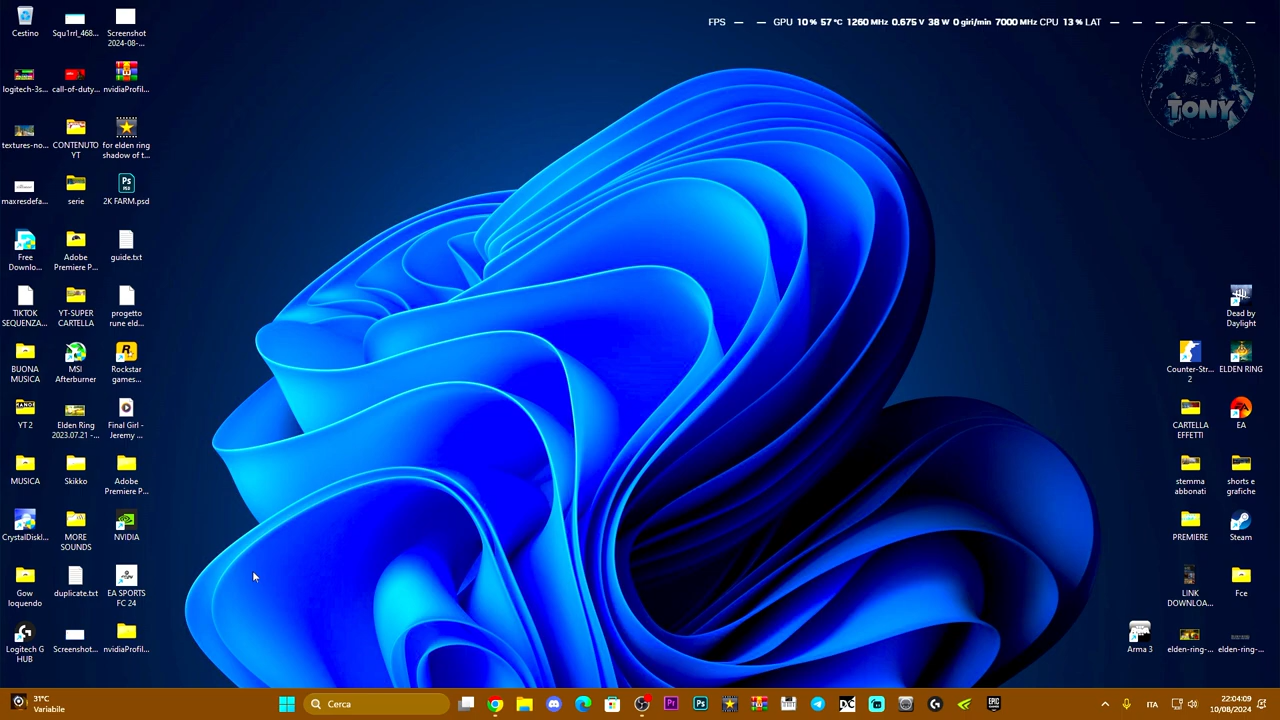 FPS — — GPU 10 % 57 °C 1260 MHz 0.675 V 38 W 0 giri/min 7000 MHz CPU 13 % LAT — — — — — — —
TONY
Cestino
Squ1rrl_468...
Screenshot
2024-08-...
logitech-3s...
call-of-duty...
nvidiaProfil...
textures-no...
CONTENUTO
YT
for elden ring
shadow of t...
maxresdefa...
serie
2K FARM.psd
Free
Downlo...
Adobe
Premiere P...
guide.txt
TIKTOK
SEQUENZA...
YT-SUPER
CARTELLA
progetto
rune eld...
BUONA
MUSICA
MSI
Afterburner
Rockstar
games...
YT 2
Elden Ring
2023.07.21 -...
Final Girl -
Jeremy ...
MUSICA
Skikko
Adobe
Premiere P...
CrystalDiskI...
MORE
SOUNDS
NVIDIA
Gow
loquendo
duplicate.txt
EA SPORTS
FC 24
Logitech G
HUB
Screenshot...
nvidiaProfil...
Dead by
Daylight
Counter-Str...
2
ELDEN RING
CARTELLA
EFFETTI
EA
stemma
abbonati
shorts e
grafiche
PREMIERE
Steam
LINK
DOWNLOA...
Fce
Arma 3
elden-ring-...
elden-ring-...
31°C
Variabile
Cerca
ITA
22:04:09
10/08/2024